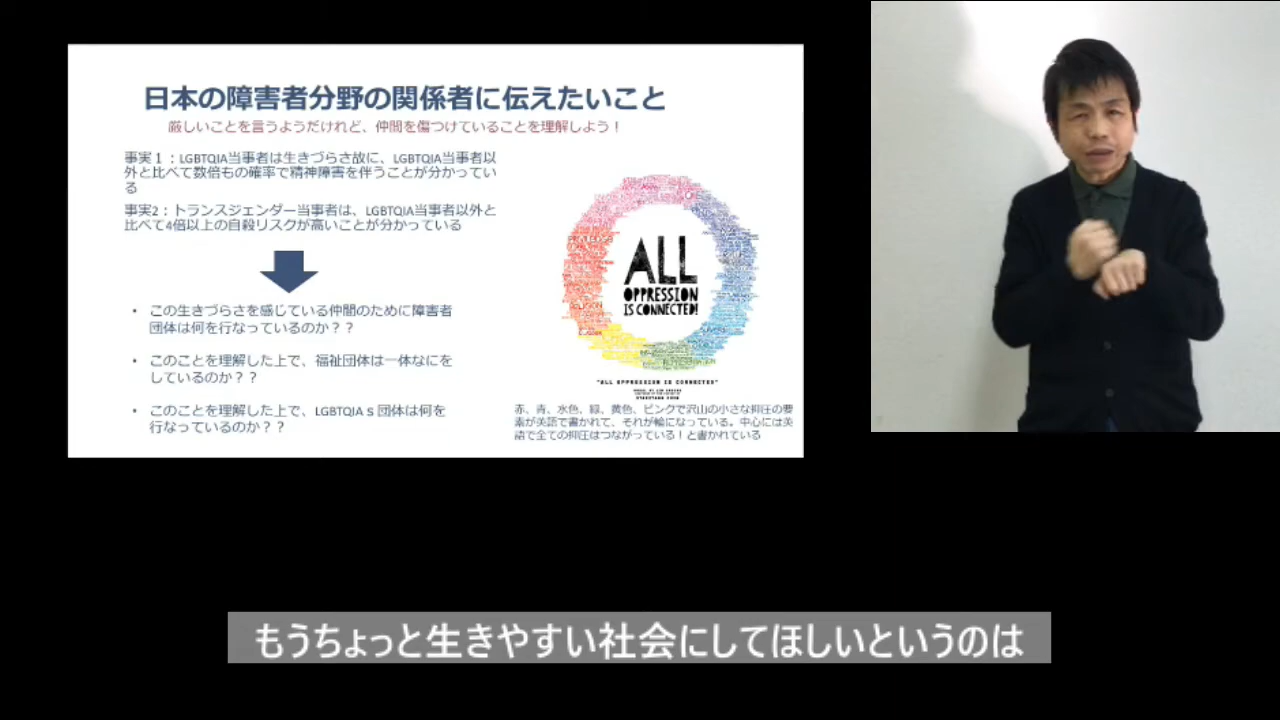 日本の障害者分野の関係者に伝えたいこと
厳しいことを言うようだけれど、仲間を傷つけていることを理解しよう！
事実１：LGBTQIA当事者は生きづらさ故に、LGBTQIA当事者以
外と比べて数倍もの確率で精神障害を伴うことが分かってい
る
事実2：トランスジェンダー当事者は、LGBTQIA当事者以外と
比べて4倍以上の自殺リスクが高いことが分かっている
• この生きづらさを感じている仲間のために障害者
団体は何を行なっているのか？？
• このことを理解した上で、福祉団体は一体なにを
しているのか？？
• このことを理解した上で、LGBTQIA s 団体は何を
行なっているのか？？
ALL
OPPRESSION
IS CONNECTED!
"ALL OPPRESSION IS CONNECTED"
赤、青、水色、緑、黄色、ピンクで沢山の小さな抑圧の要
素が英語で書かれて、それが輪になっている。中心には英
語で全ての抑圧はつながっている！と書かれている
もうちょっと生きやすい社会にしてほしいというのは